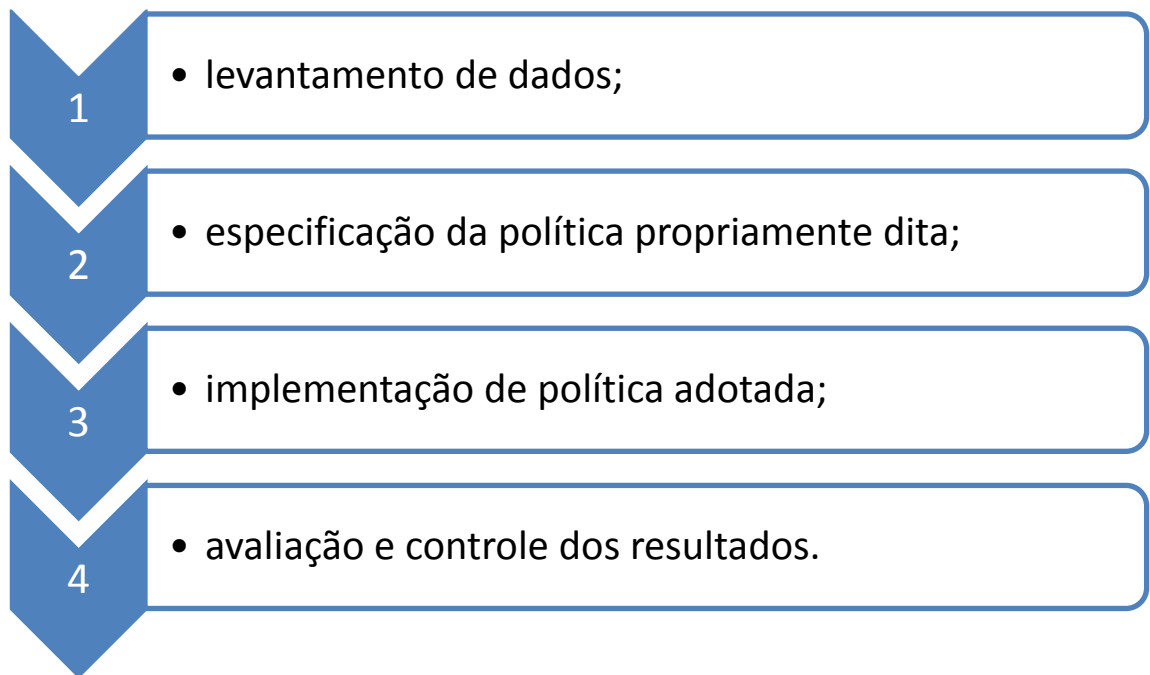 1
• levantamento de dados;
2
• especificação da política propriamente dita;
3
• implementação de política adotada;
4
• avaliação e controle dos resultados.